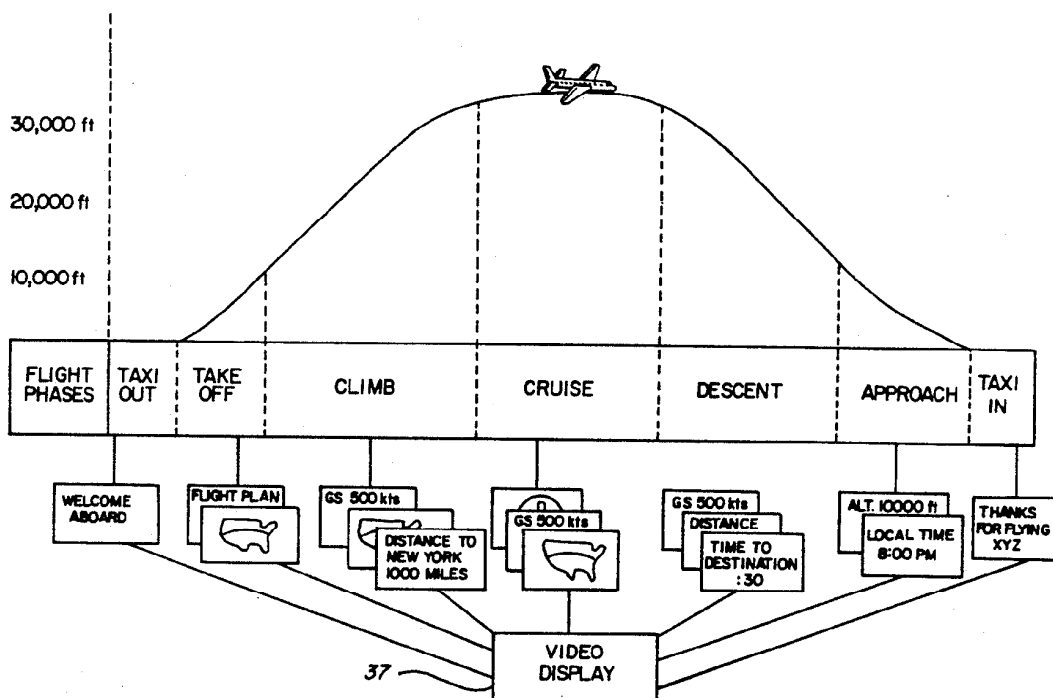 30,000 ft
20,000 ft
10,000 ft
FLIGHT
PHASES
TAXI
OUT
TAKE
OFF
CLIMB
CRUISE
DESCENT
APPROACH
TAXI
IN
WELCOME
ABOARD
FLIGHT PLAN
GS 500 kts
DISTANCE TO
NEW YORK
1000 MILES
GS 500 kts
GS 500 kts
DISTANCE
TIME TO
DESTINATION
:30
ALT. 10000 ft
LOCAL TIME
8:00 PM
THANKS
FOR FLYING
XYZ
VIDEO
DISPLAY
37